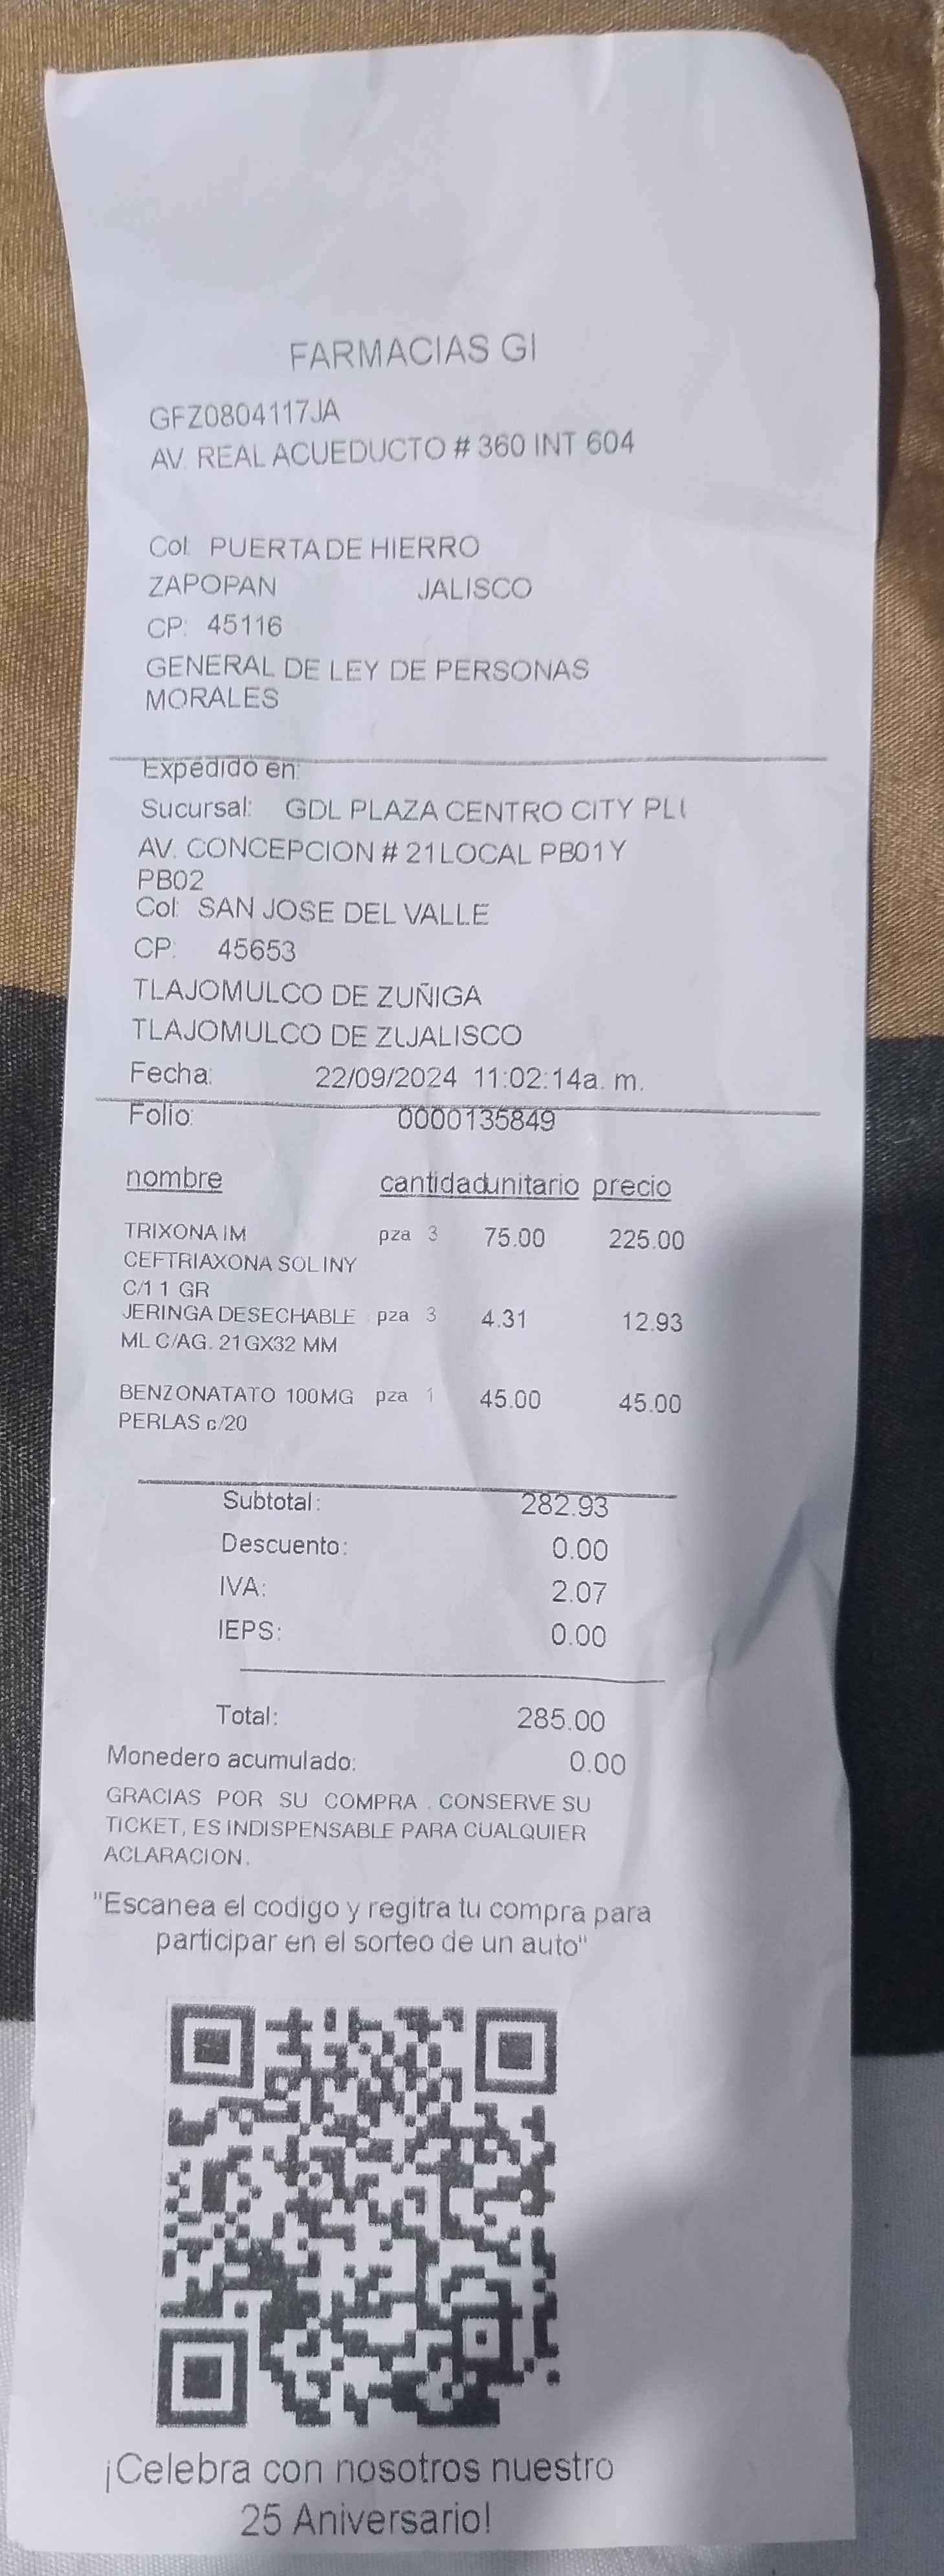 FARMACIAS GI
GFZ0804117JA
AV. REAL ACUEDUCTO # 360 INT 604
Col: PUERTA DE HIERRO
ZAPOPAN JALISCO
CP: 45116
GENERAL DE LEY DE PERSONAS
MORALES
Expedido en:
Sucursal: GDL PLAZA CENTRO CITY
AV. CONCEPCION # 21 LOCAL PB01 Y
PB02
Col: SAN JOSE DEL VALLE
CP: 45653
TLAJOMULCO DE ZUÑIGA
TLAJOMULCO DE ZUJALISCO
Fecha: 22/09/2024 11:02:14a. m.
Folio: 0000135849
nombre cantidad unitario precio
TRIXONA IM pza 3 75.00 225.00
CEFTRIAXONA SOL INY
C/1 1 GR
JERINGA DESECHABLE pza 3 4.31 12.93
ML C/AG. 21GX32 MM
BENZONATATO 100MG pza 1 45.00 45.00
PERLAS c/20
Subtotal: 282.93
Descuento: 0.00
IVA: 2.07
IEPS: 0.00
Total: 285.00
Monedero acumulado: 0.00
GRACIAS POR SU COMPRA . CONSERVE SU
TICKET, ES INDISPENSABLE PARA CUALQUIER
ACLARACION.
"Escanea el codigo y regitra tu compra para
participar en el sorteo de un auto"
¡Celebra con nosotros nuestro
25 Aniversario!